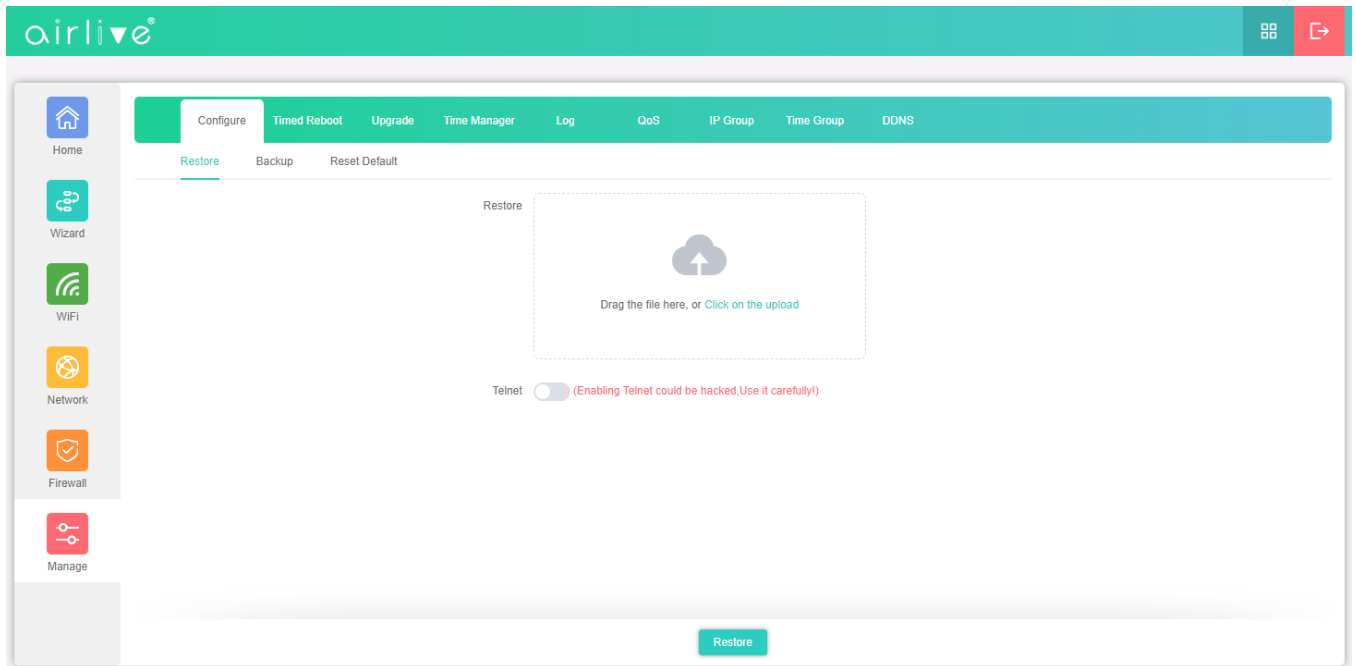 airlive®
Home
Wizard
WiFi
Network
Firewall
Manage
Configure Timed Reboot Upgrade Time Manager Log QoS IP Group Time Group DDNS
Restore Backup Reset Default
Restore
Drag the file here, or Click on the upload
Telnet (Enabling Telnet could be hacked,Use it carefully!)
Restore